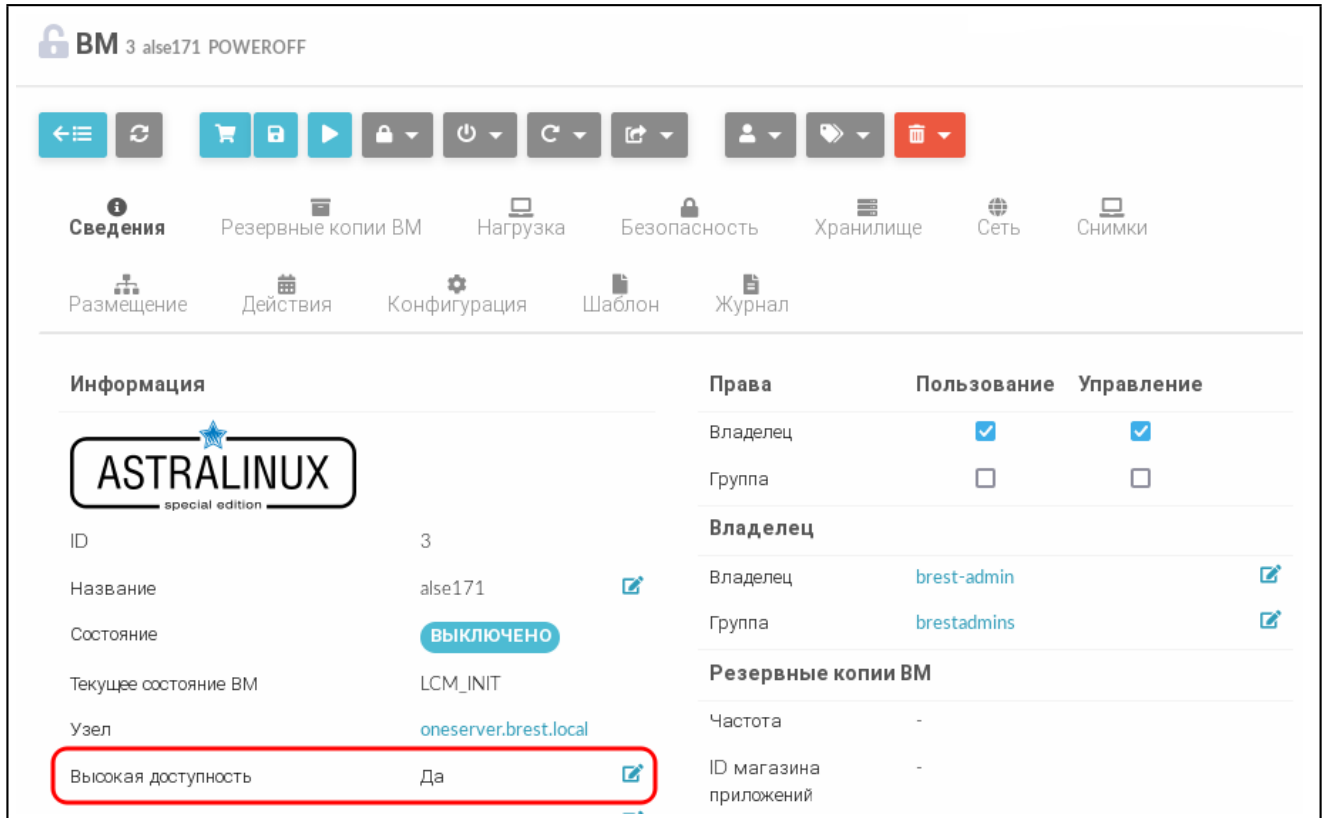 ВМ 3 alse171 POWEROFF
Сведения Резервные копии ВМ Нагрузка Безопасность Хранилище Сеть Снимки
Размещение Действия Конфигурация Шаблон Журнал
Информация
ASTRALINUX
special edition
ID 3
Название alse171
Состояние ВЫКЛЮЧЕНО
Текущее состояние ВМ LCM_INIT
Узел oneserver.brest.local
Высокая доступность Да
Права Пользование Управление
Владелец
Группа
Владелец
Владелец brest-admin
Группа brestadmins
Резервные копии ВМ
Частота -
ID магазина -
приложений